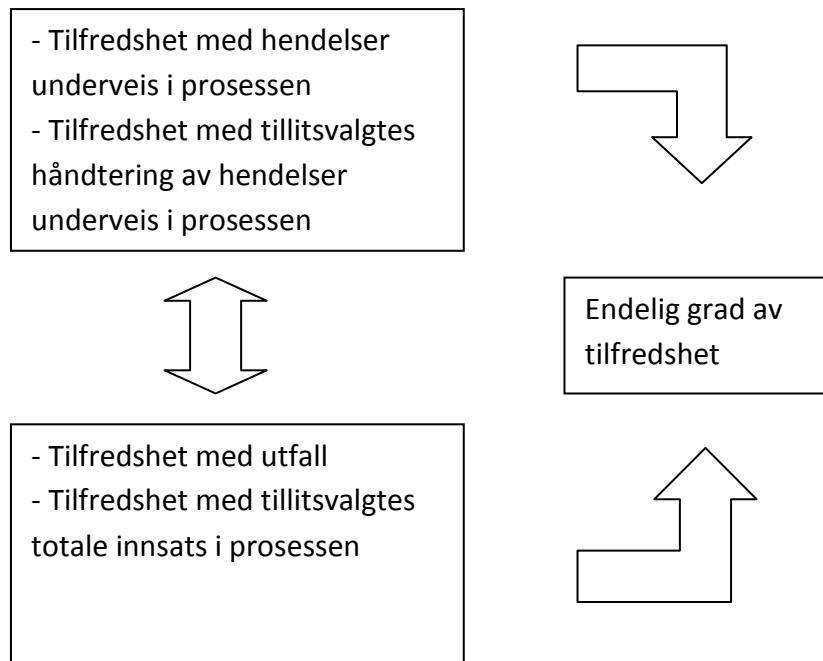 - Tilfredshet med hendelser
underveis i prosessen
- Tilfredshet med tillitsvalgtes
håndtering av hendelser
underveis i prosessen
Endelig grad av
tilfredshet
- Tilfredshet med utfall
- Tilfredshet med tillitsvalgtes
totale innsats i prosessen